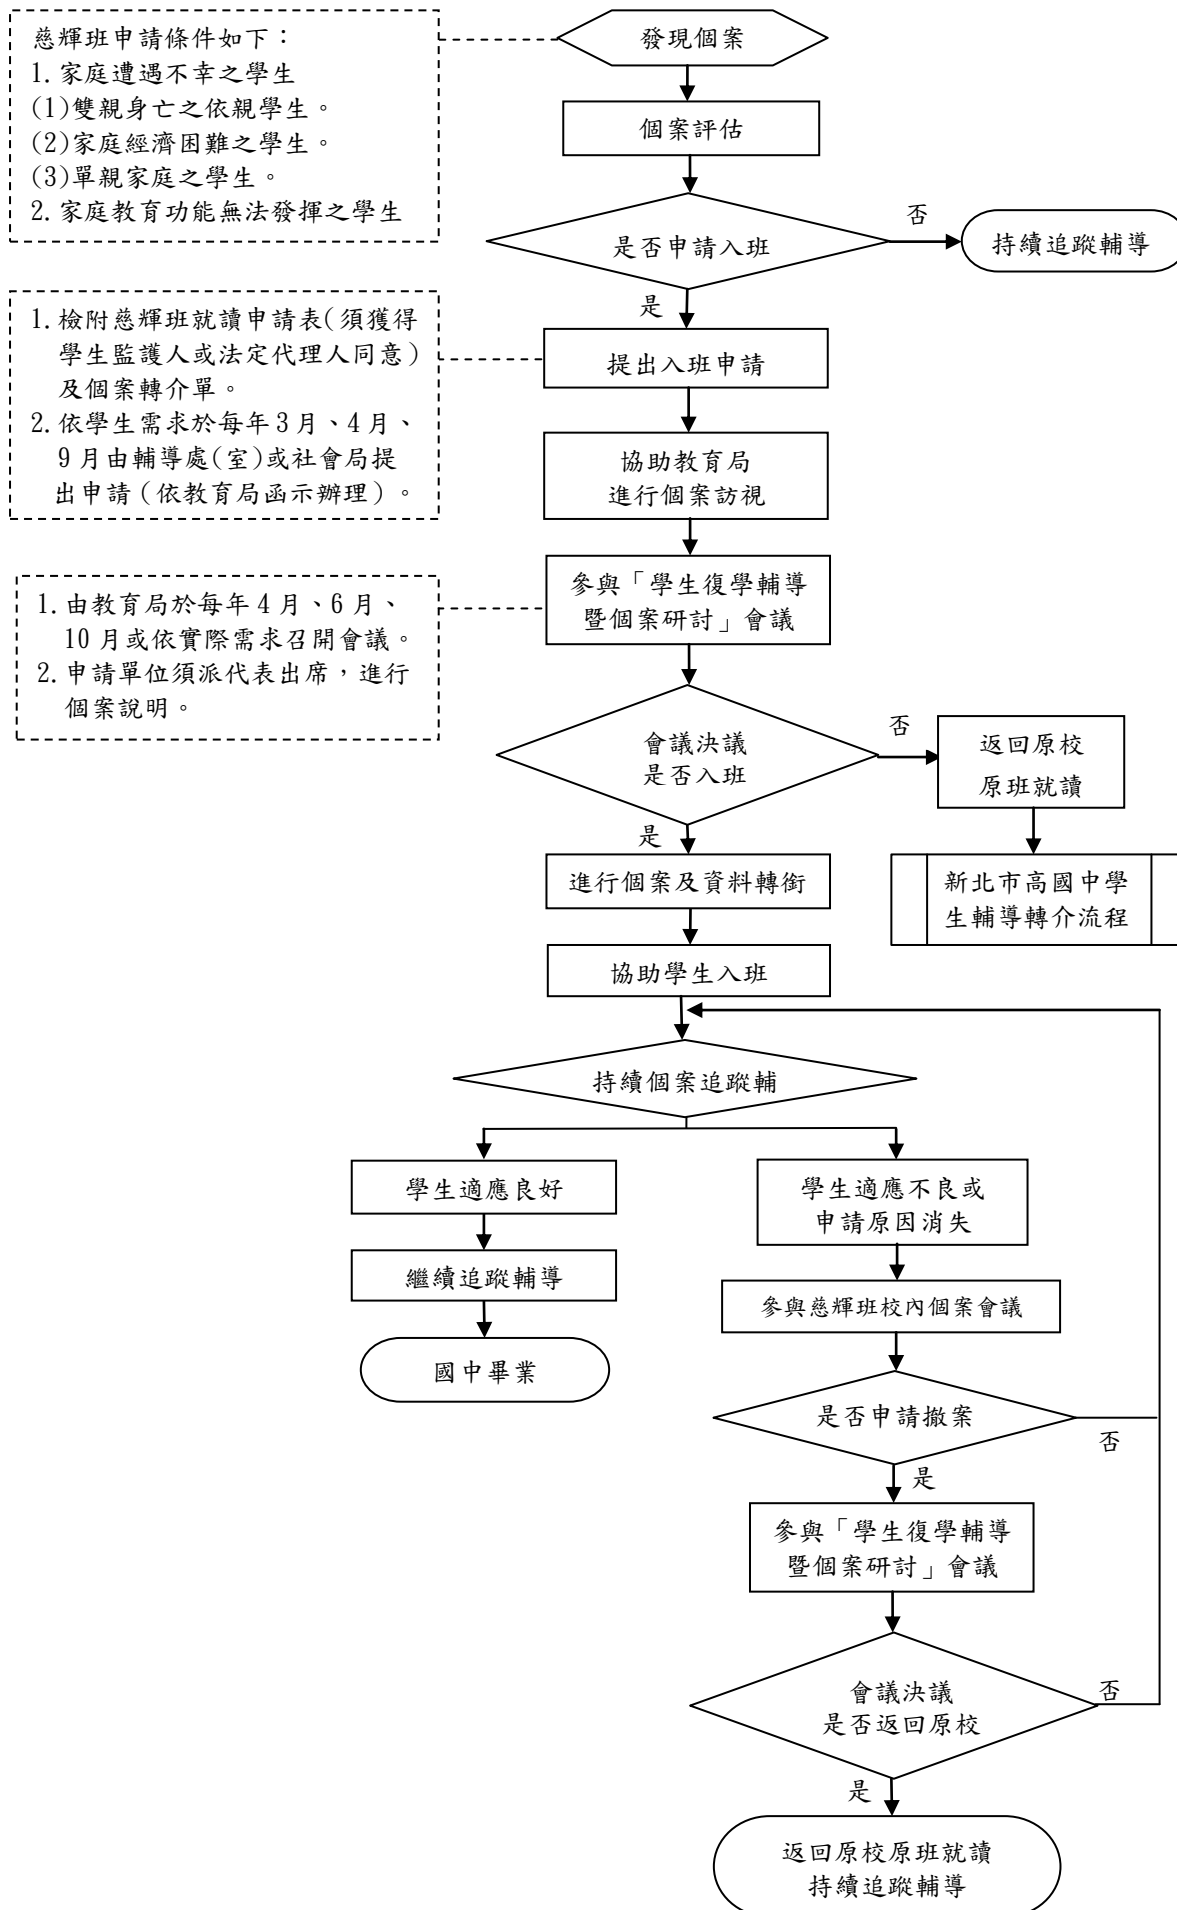 發現個案
慈輝班申請條件如下：
1.家庭遭遇不幸之學生
(1)雙親身亡之依親學生。
(2)家庭經濟困難之學生。
(3)單親家庭之學生。
2.家庭教育功能無法發揮之學生
個案評估
是否申請入班
否
持續追蹤輔導
是
1.檢附慈輝班就讀申請表(須獲得
學生監護人或法定代理人同意)
及個案轉介單。
2.依學生需求於每年3月、4月、
9月由輔導處(室)或社會局提
出申請(依教育局函示辦理)。
提出入班申請
協助教育局
進行個案訪視
1.由教育局於每年4月、6月、
10月或依實際需求召開會議。
2.申請單位須派代表出席，進行
個案說明。
參與「學生復學輔導
暨個案研討」會議
會議決議
是否入班
否
返回原校
原班就讀
新北市高國中學
生輔導轉介流程
是
進行個案及資料轉銜
協助學生入班
持續個案追蹤輔
學生適應良好
繼續追蹤輔導
國中畢業
學生適應不良或
申請原因消失
參與慈輝班校內個案會議
是否申請撤案
否
是
參與「學生復學輔導
暨個案研討」會議
會議決議
是否返回原校
否
是
返回原校原班就讀
持續追蹤輔導